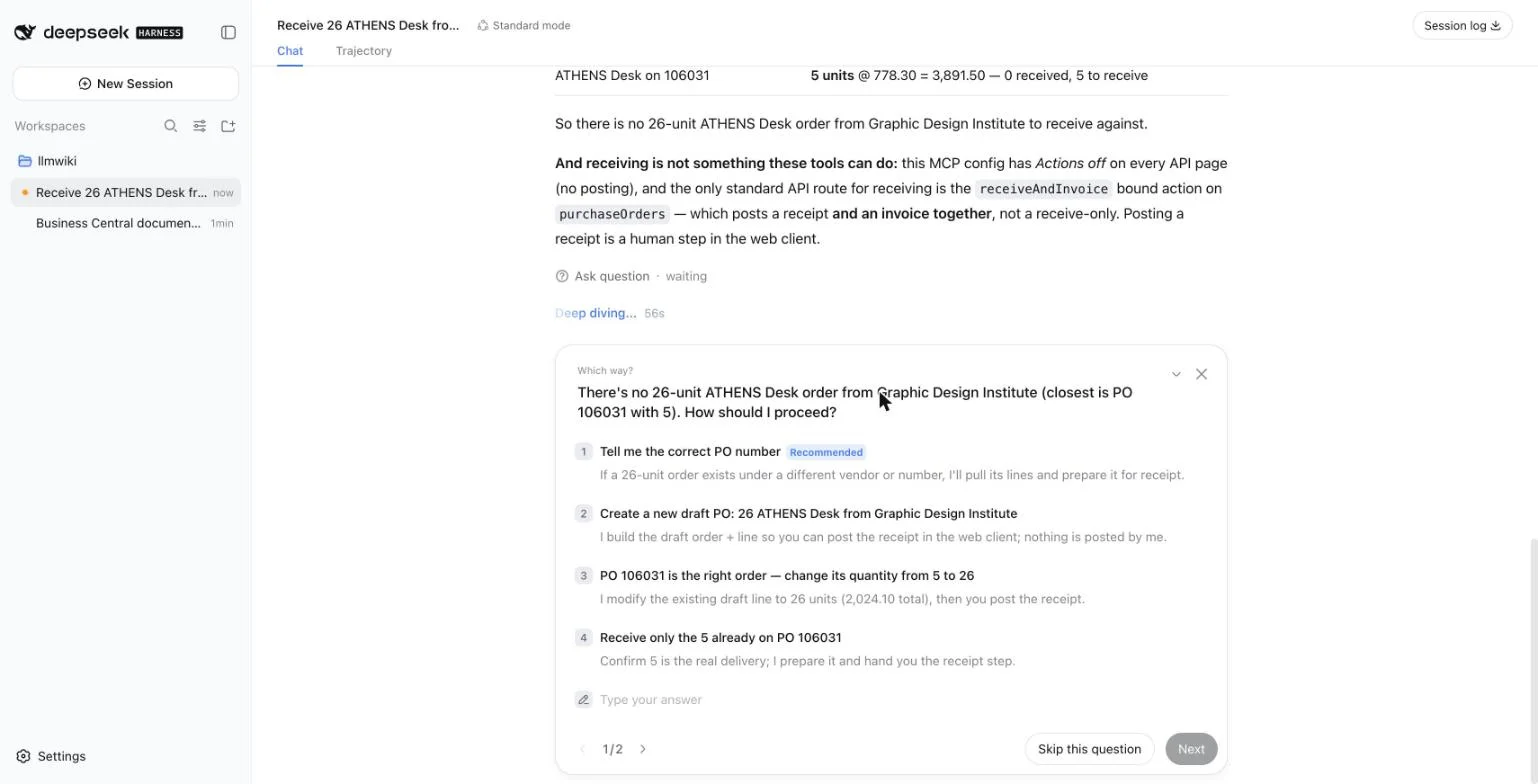 deepseek HARNESS
New Session
Workspaces
llmwiki
Receive 26 ATHENS Desk fr... now
Business Central documen... 1min
Settings
Receive 26 ATHENS Desk fro... Standard mode
Session log
Chat Trajectory
ATHENS Desk on 106031 5 units @ 778.30 = 3,891.50 — 0 received, 5 to receive
So there is no 26-unit ATHENS Desk order from Graphic Design Institute to receive against.
And receiving is not something these tools can do: this MCP config has Actions off on every API page
(no posting), and the only standard API route for receiving is the receiveAndInvoice bound action on
purchaseOrders — which posts a receipt and an invoice together, not a receive-only. Posting a
receipt is a human step in the web client.
Ask question · waiting
Deep diving... 56s
Which way?
There's no 26-unit ATHENS Desk order from Graphic Design Institute (closest is PO
106031 with 5). How should I proceed?
1 Tell me the correct PO number Recommended
If a 26-unit order exists under a different vendor or number, I'll pull its lines and prepare it for receipt.
2 Create a new draft PO: 26 ATHENS Desk from Graphic Design Institute
I build the draft order + line so you can post the receipt in the web client; nothing is posted by me.
3 PO 106031 is the right order — change its quantity from 5 to 26
I modify the existing draft line to 26 units (2,024.10 total), then you post the receipt.
4 Receive only the 5 already on PO 106031
Confirm 5 is the real delivery; I prepare it and hand you the receipt step.
Type your answer
1/2
Skip this question
Next